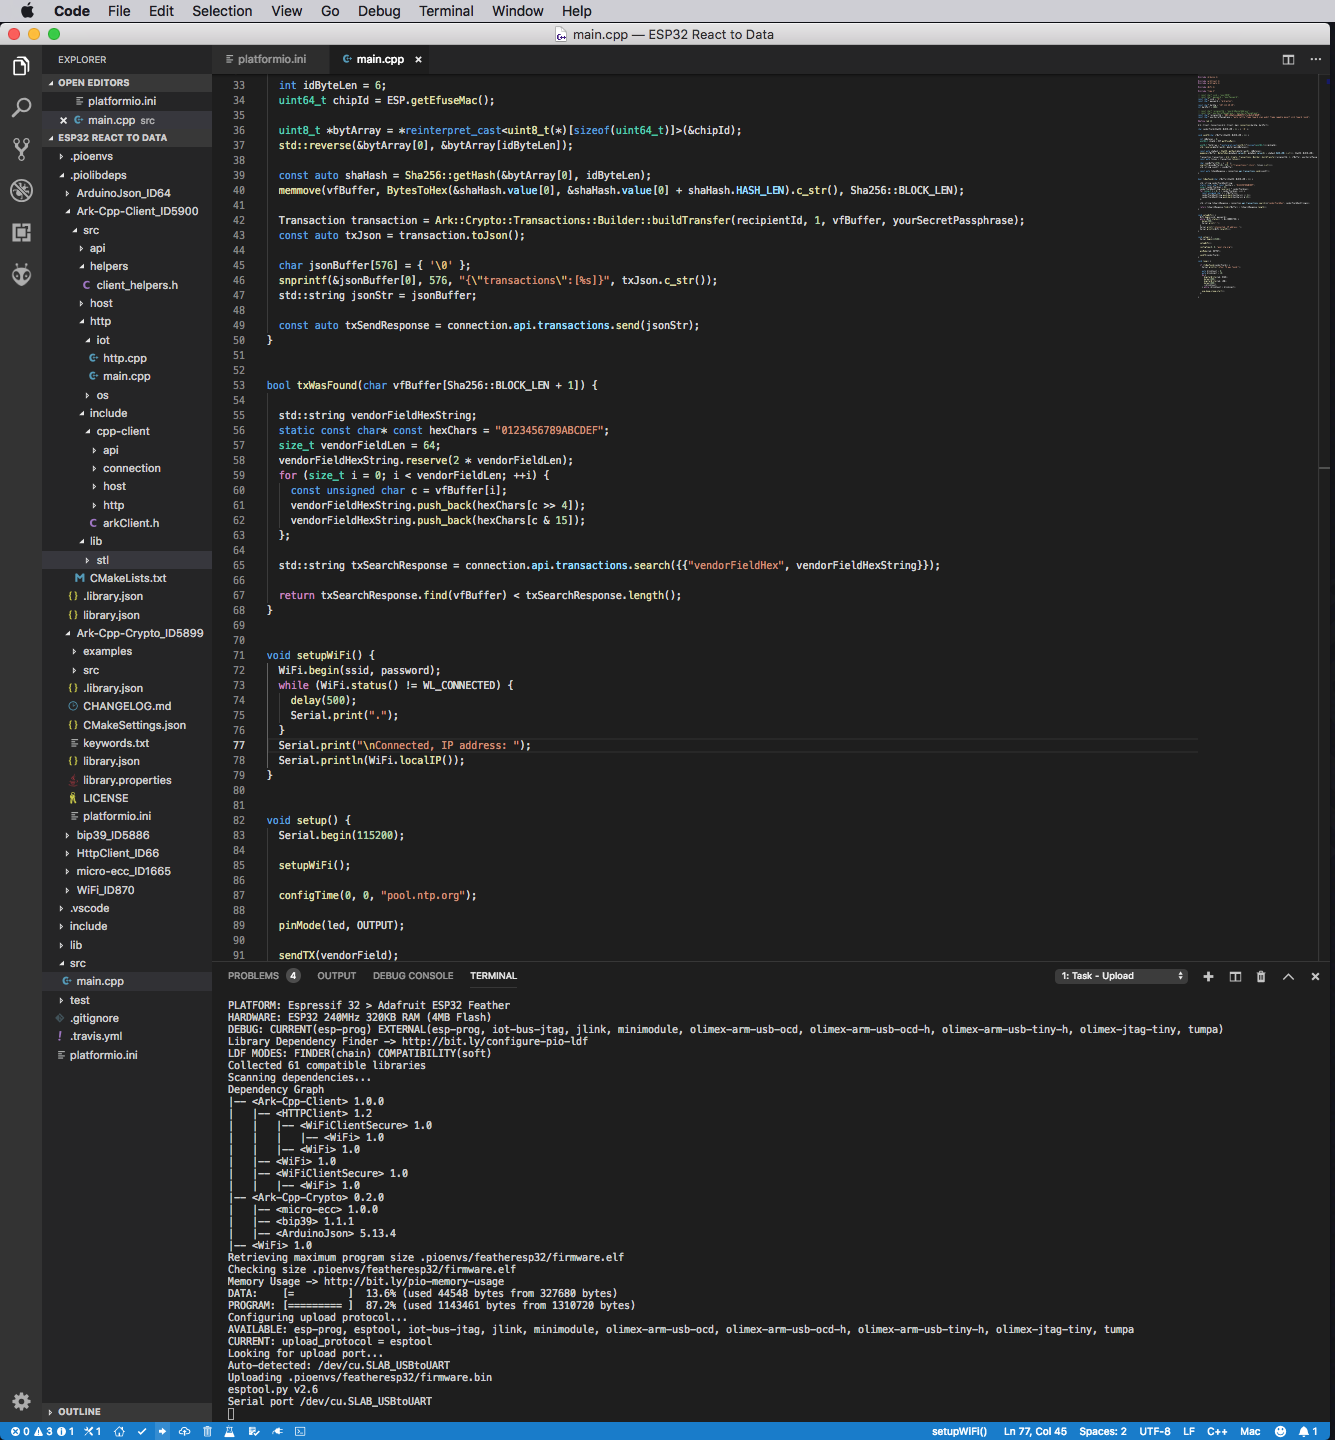 Code File Edit Selection View Go Debug Terminal Window Help
main.cpp — ESP32 React to Data
EXPLORER
OPEN EDITORS
platformio.ini
main.cpp src
ESP32 REACT TO DATA
.pioenvs
.piolibdeps
ArduinoJson_ID64
Ark-Cpp-Client_ID5900
src
api
helpers
client_helpers.h
host
http
iot
http.cpp
main.cpp
os
include
cpp-client
api
connection
host
http
arkClient.h
lib
stl
CMakeLists.txt
.library.json
library.json
Ark-Cpp-Crypto_ID5899
examples
src
.library.json
CHANGELOG.md
CMakeSettings.json
keywords.txt
library.json
library.properties
LICENSE
platformio.ini
bip39_ID5886
HttpClient_ID66
micro-ecc_ID1665
WiFi_ID870
.vscode
include
lib
src
main.cpp
test
.gitignore
.travis.yml
platformio.ini
OUTLINE
platformio.ini main.cpp
33 int idByteLen = 6;
34 uint64_t chipId = ESP.getEfuseMac();
35
36 uint8_t *bytArray = *reinterpret_cast<uint8_t(*)[sizeof(uint64_t)]>(&chipId);
37 std::reverse(&bytArray[0], &bytArray[idByteLen]);
38
39 const auto shaHash = Sha256::getHash(&bytArray[0], idByteLen);
40 memmove(vfBuffer, BytesToHex(&shaHash.value[0], &shaHash.value[0] + shaHash.HASH_LEN).c_str(), Sha256::BLOCK_LEN);
41
42 Transaction transaction = Ark::Crypto::Transactions::Builder::buildTransfer(recipientId, 1, vfBuffer, yourSecretPassphrase);
43 const auto txJson = transaction.toJson();
44
45 char jsonBuffer[576] = { '\0' };
46 snprintf(&jsonBuffer[0], 576, "{\"transactions\":[%s]}", txJson.c_str());
47 std::string jsonStr = jsonBuffer;
48
49 const auto txSendResponse = connection.api.transactions.send(jsonStr);
50 }
51
52
53 bool txWasFound(char vfBuffer[Sha256::BLOCK_LEN + 1]) {
54
55 std::string vendorFieldHexString;
56 static const char* const hexChars = "0123456789ABCDEF";
57 size_t vendorFieldLen = 64;
58 vendorFieldHexString.reserve(2 * vendorFieldLen);
59 for (size_t i = 0; i < vendorFieldLen; ++i) {
60 const unsigned char c = vfBuffer[i];
61 vendorFieldHexString.push_back(hexChars[c >> 4]);
62 vendorFieldHexString.push_back(hexChars[c & 15]);
63 };
64
65 std::string txSearchResponse = connection.api.transactions.search({{"vendorFieldHex", vendorFieldHexString}});
66
67 return txSearchResponse.find(vfBuffer) < txSearchResponse.length();
68 }
69
70
71 void setupWiFi() {
72 WiFi.begin(ssid, password);
73 while (WiFi.status() != WL_CONNECTED) {
74 delay(500);
75 Serial.print(".");
76 }
77 Serial.print("\nConnected, IP address: ");
78 Serial.println(WiFi.localIP());
79 }
80
81
82 void setup() {
83 Serial.begin(115200);
84
85 setupWiFi();
86
87 configTime(0, 0, "pool.ntp.org");
88
89 pinMode(led, OUTPUT);
90
91 sendTX(vendorField);
PROBLEMS 4 OUTPUT DEBUG CONSOLE TERMINAL 1: Task - Upload
PLATFORM: Espressif 32 > Adafruit ESP32 Feather
HARDWARE: ESP32 240MHz 320KB RAM (4MB Flash)
DEBUG: CURRENT(esp-prog) EXTERNAL(esp-prog, iot-bus-jtag, jlink, minimodule, olimex-arm-usb-ocd, olimex-arm-usb-ocd-h, olimex-arm-usb-tiny-h, olimex-jtag-tiny, tumpa)
Library Dependency Finder -> http://bit.ly/configure-pio-ldf
LDF MODES: FINDER(chain) COMPATIBILITY(soft)
Collected 61 compatible libraries
Scanning dependencies...
Dependency Graph
|-- <Ark-Cpp-Client> 1.0.0
| |-- <HTTPClient> 1.2
| | |-- <WiFiClientSecure> 1.0
| | | |-- <WiFi> 1.0
| | |-- <WiFi> 1.0
| |-- <WiFi> 1.0
| |-- <WiFiClientSecure> 1.0
| | |-- <WiFi> 1.0
|-- <Ark-Cpp-Crypto> 0.2.0
| |-- <micro-ecc> 1.0.0
| |-- <bip39> 1.1.1
| |-- <ArduinoJson> 5.13.4
|-- <WiFi> 1.0
Retrieving maximum program size .pioenvs/featheresp32/firmware.elf
Checking size .pioenvs/featheresp32/firmware.elf
Memory Usage -> http://bit.ly/pio-memory-usage
DATA: [= ] 13.6% (used 44548 bytes from 327680 bytes)
PROGRAM: [========= ] 87.2% (used 1143461 bytes from 1310720 bytes)
Configuring upload protocol...
AVAILABLE: esp-prog, esptool, iot-bus-jtag, jlink, minimodule, olimex-arm-usb-ocd, olimex-arm-usb-ocd-h, olimex-arm-usb-tiny-h, olimex-jtag-tiny, tumpa
CURRENT: upload_protocol = esptool
Looking for upload port...
Auto-detected: /dev/cu.SLAB_USBtoUART
Uploading .pioenvs/featheresp32/firmware.bin
esptool.py v2.6
Serial port /dev/cu.SLAB_USBtoUART
0 3 1 1 setupWiFi() Ln 77, Col 45 Spaces: 2 UTF-8 LF C++ Mac 1